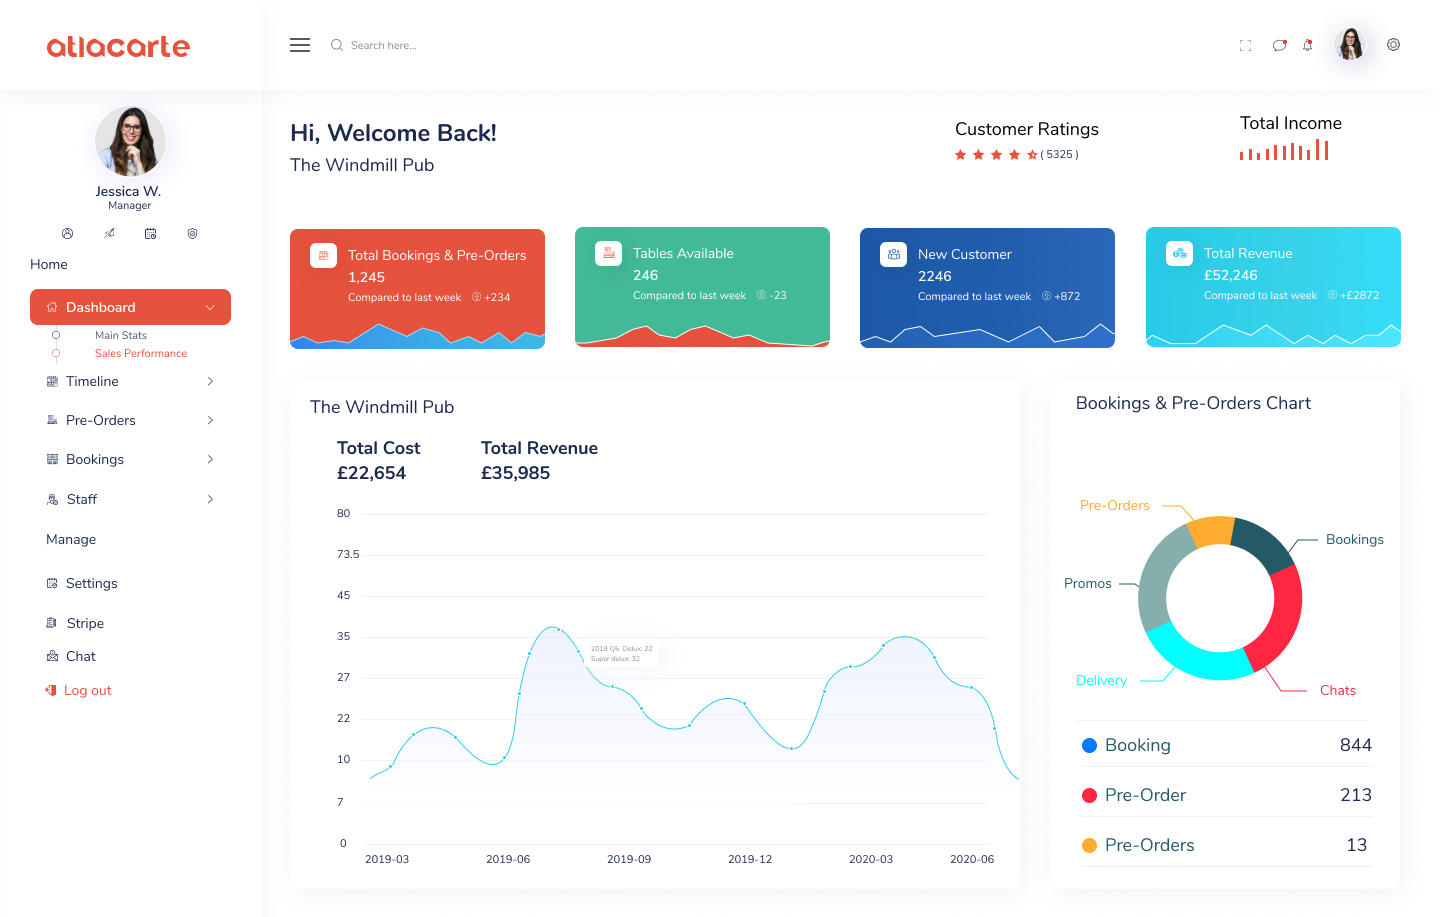 atlacarte
Search here...
Jessica W.
Manager
Home
Dashboard
Main Stats
Sales Performance
Timeline
Pre-Orders
Bookings
Staff
Manage
Settings
Stripe
Chat
Log out
Hi, Welcome Back!
The Windmill Pub
Customer Ratings
( 5325 )
Total Income
Total Bookings & Pre-Orders
1,245
Compared to last week +234
Tables Available
246
Compared to last week -23
New Customer
2246
Compared to last week +872
Total Revenue
£52,246
Compared to last week +£2872
The Windmill Pub
Total Cost Total Revenue
£22,654 £35,985
80
73.5
45
35
27
22
10
7
0
2019 Q5 Delux: 22
Super delux: 32
2019-03 2019-06 2019-09 2019-12 2020-03 2020-06
Bookings & Pre-Orders Chart
Pre-Orders
Bookings
Promos
Delivery
Chats
Booking 844
Pre-Order 213
Pre-Orders 13